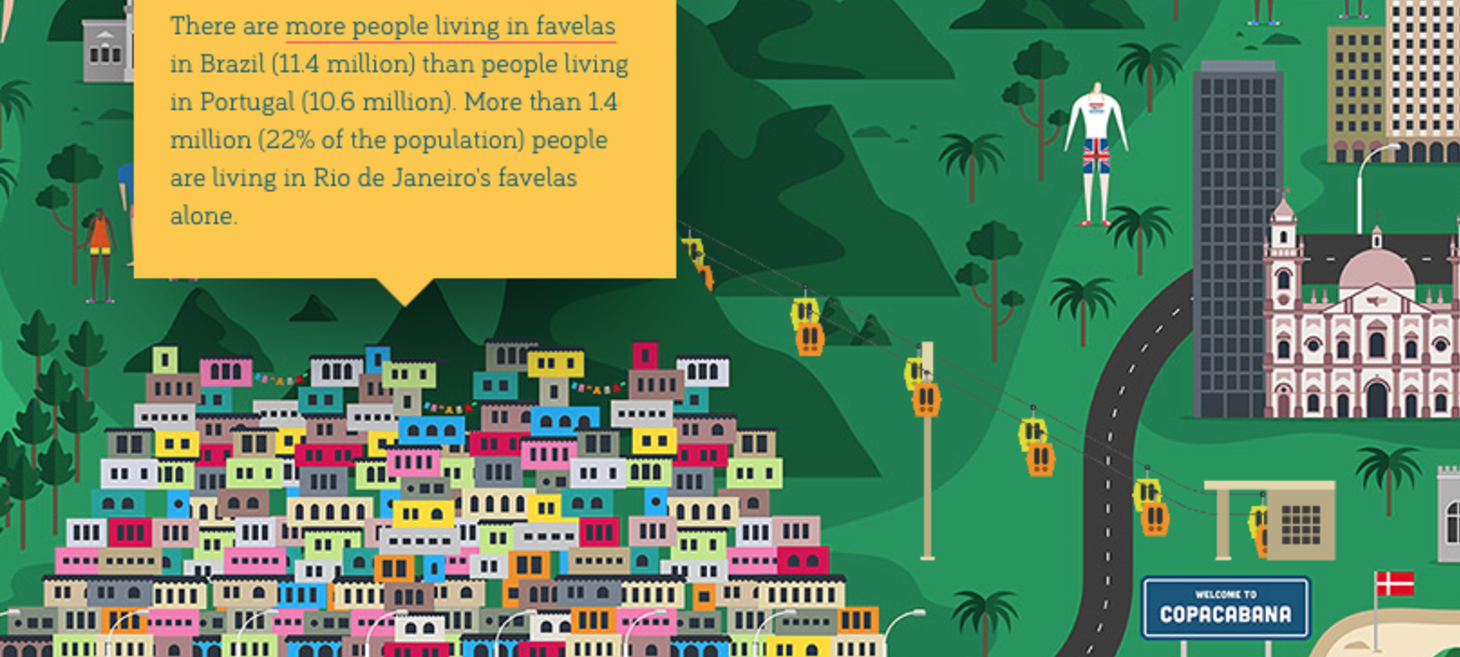 There are more people living in favelas
in Brazil (11.4 million) than people living
in Portugal (10.6 million). More than 1.4
million (22% of the population) people
are living in Rio de Janeiro's favelas
alone.
WELCOME TO
COPACABANA